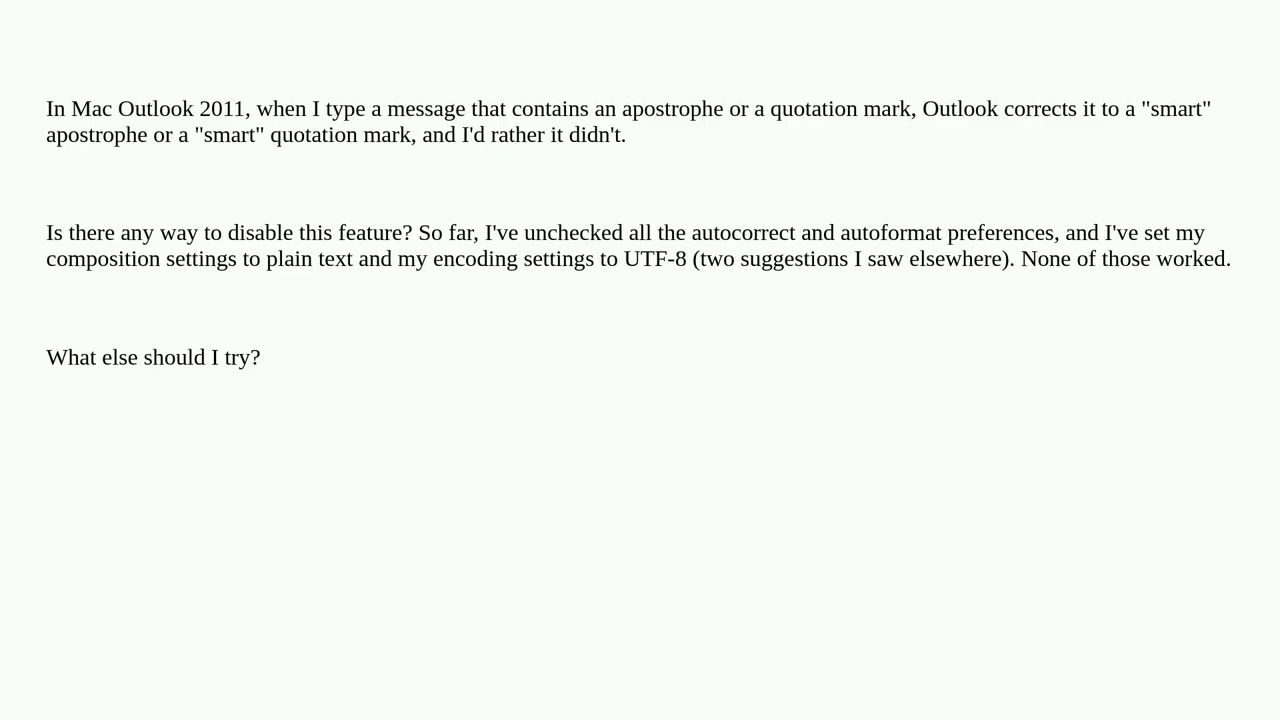 In Mac Outlook 2011, when I type a message that contains an apostrophe or a quotation mark, Outlook corrects it to a "smart"
apostrophe or a "smart" quotation mark, and I'd rather it didn't.
Is there any way to disable this feature? So far, I've unchecked all the autocorrect and autoformat preferences, and I've set my
composition settings to plain text and my encoding settings to UTF-8 (two suggestions I saw elsewhere). None of those worked.
What else should I try?